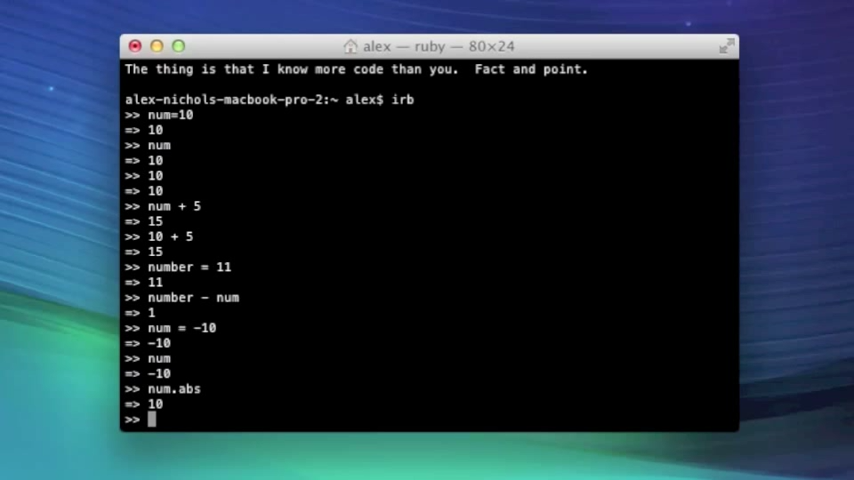 alex — ruby — 80×24
The thing is that I know more code than you.  Fact and point.
alex-nichols-macbook-pro-2:~ alex$ irb
>> num=10
=> 10
>> num
=> 10
>> 10
=> 10
>> num + 5
=> 15
>> 10 + 5
=> 15
>> number = 11
=> 11
>> number - num
=> 1
>> num = -10
=> -10
>> num
=> -10
>> num.abs
=> 10
>>